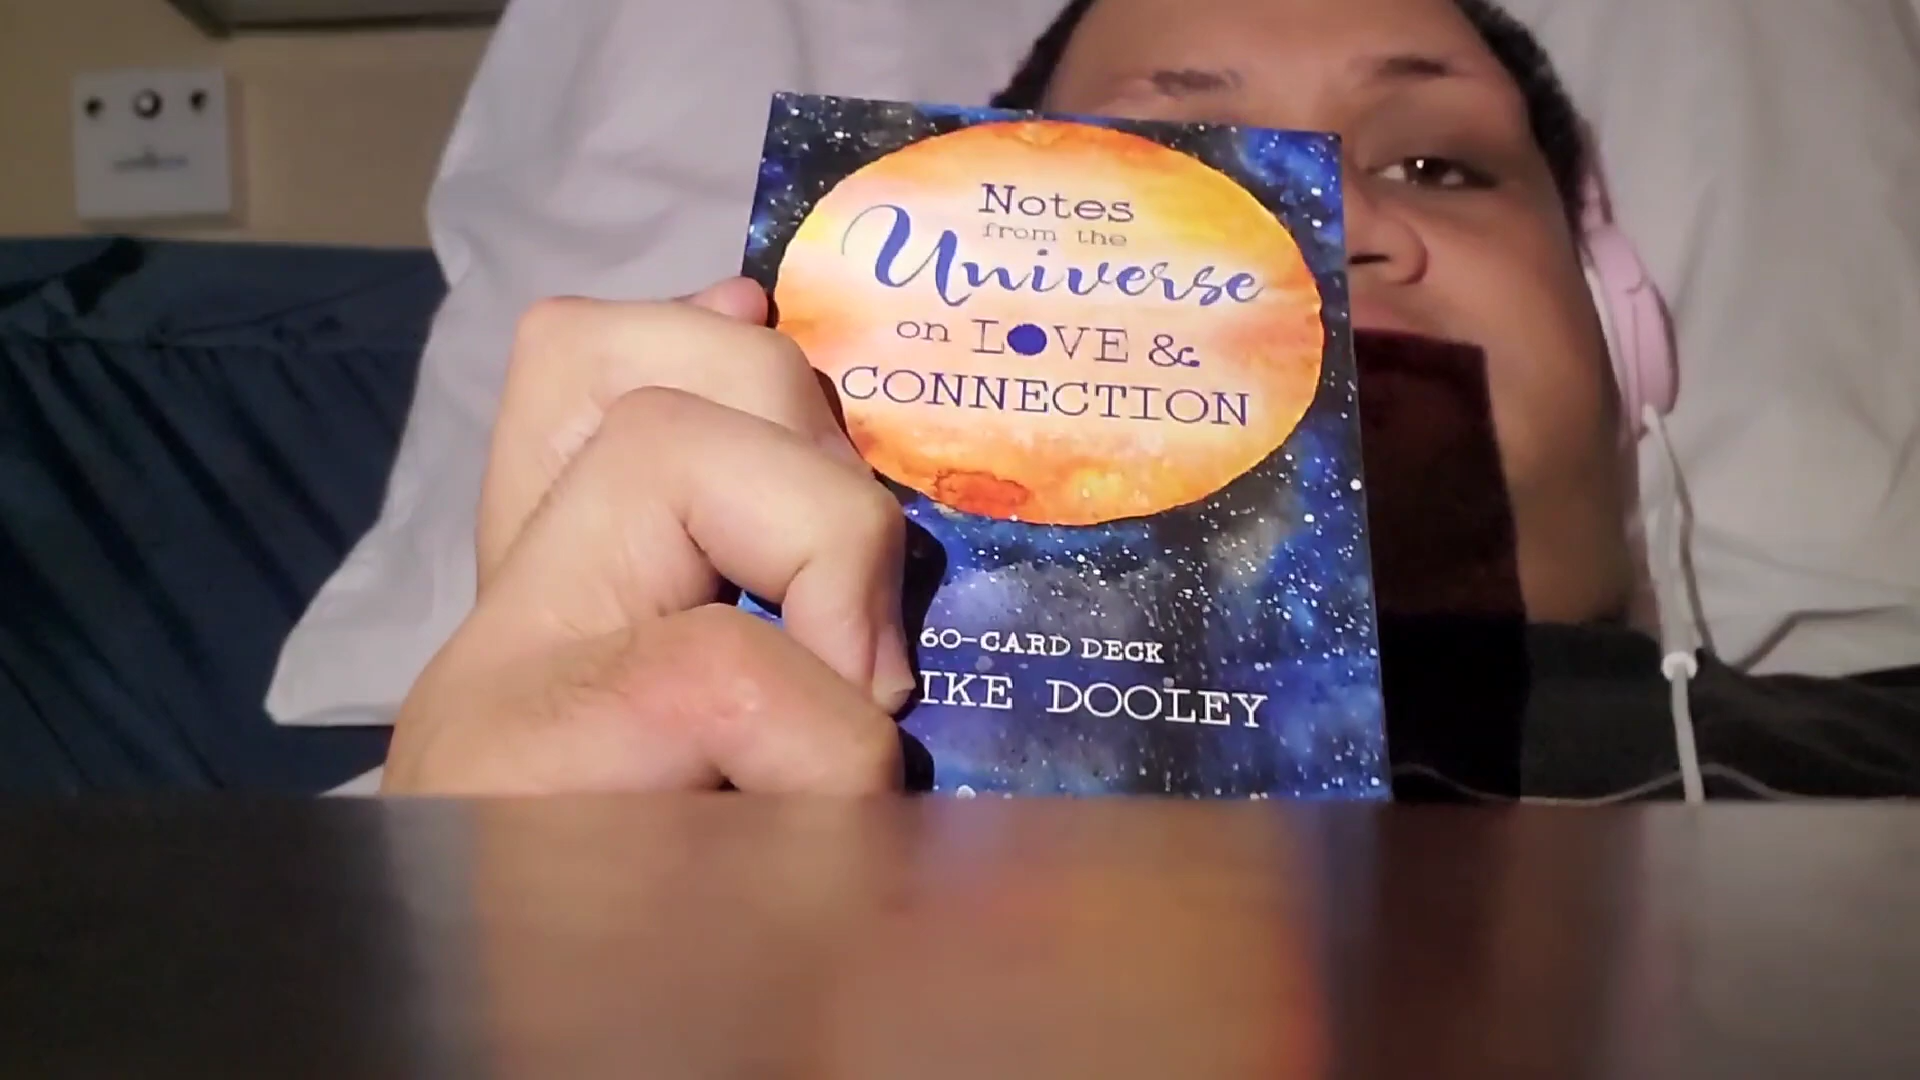 Notes
from the
Universe
on LOVE &
CONNECTION
60-CARD DECK
IKE DOOLEY